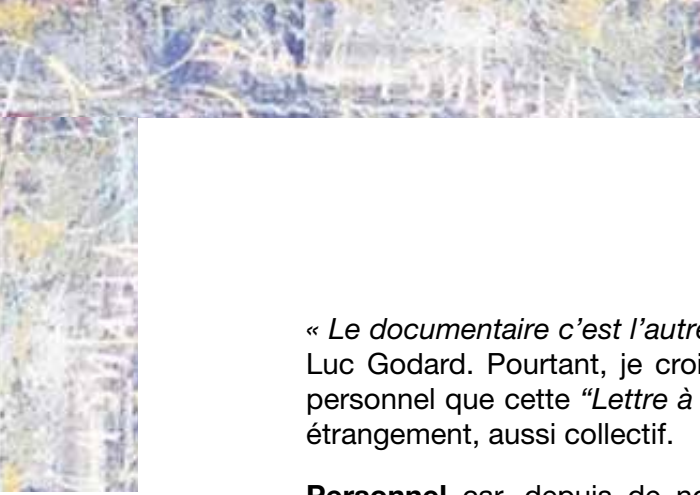 « Le documentaire c’est l’autre
Luc Godard. Pourtant, je croi
personnel que cette “Lettre à
étrangement, aussi collectif.
Personnel car, depuis de